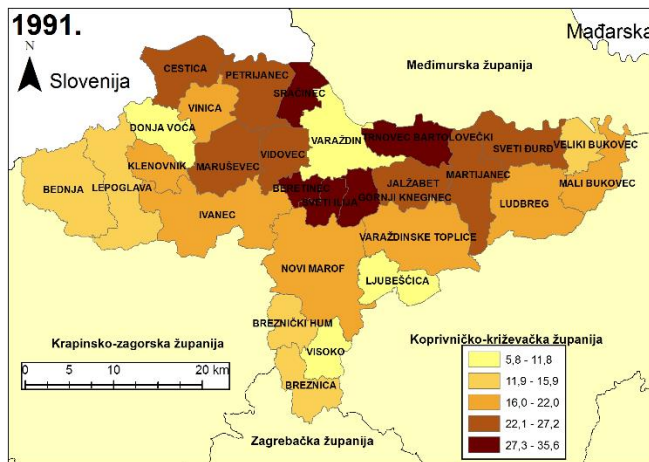 1991.
N
Mađarska
Slovenija
Međimurska županija
CESTICA
PETRIJANEC
SRAČINEC
VINICA
DONJA VOĆA
VARAŽDIN
TRNOVEC BARTOLOVEČKI
SVETI ĐURĐ
VELIKI BUKOVEC
KLENOVNIK
MARUŠEVEC
VIDOVEC
BEDNJA
LEPOGLAVA
BERETINEC
SVETI ILIJA
GORNJI KNEGINEC
JALŽABET
MARTIJANEC
MALI BUKOVEC
LUDBREG
IVANEC
VARAŽDINSKE TOPLICE
NOVI MAROF
LJUBEŠĆICA
BREZNIČKI HUM
VISOKO
BREZNICA
Krapinsko-zagorska županija
Koprivničko-križevačka županija
0 5 10 20 km
5,8 - 11,8
11,9 - 15,9
16,0 - 22,0
22,1 - 27,2
27,3 - 35,6
Zagrebačka županija